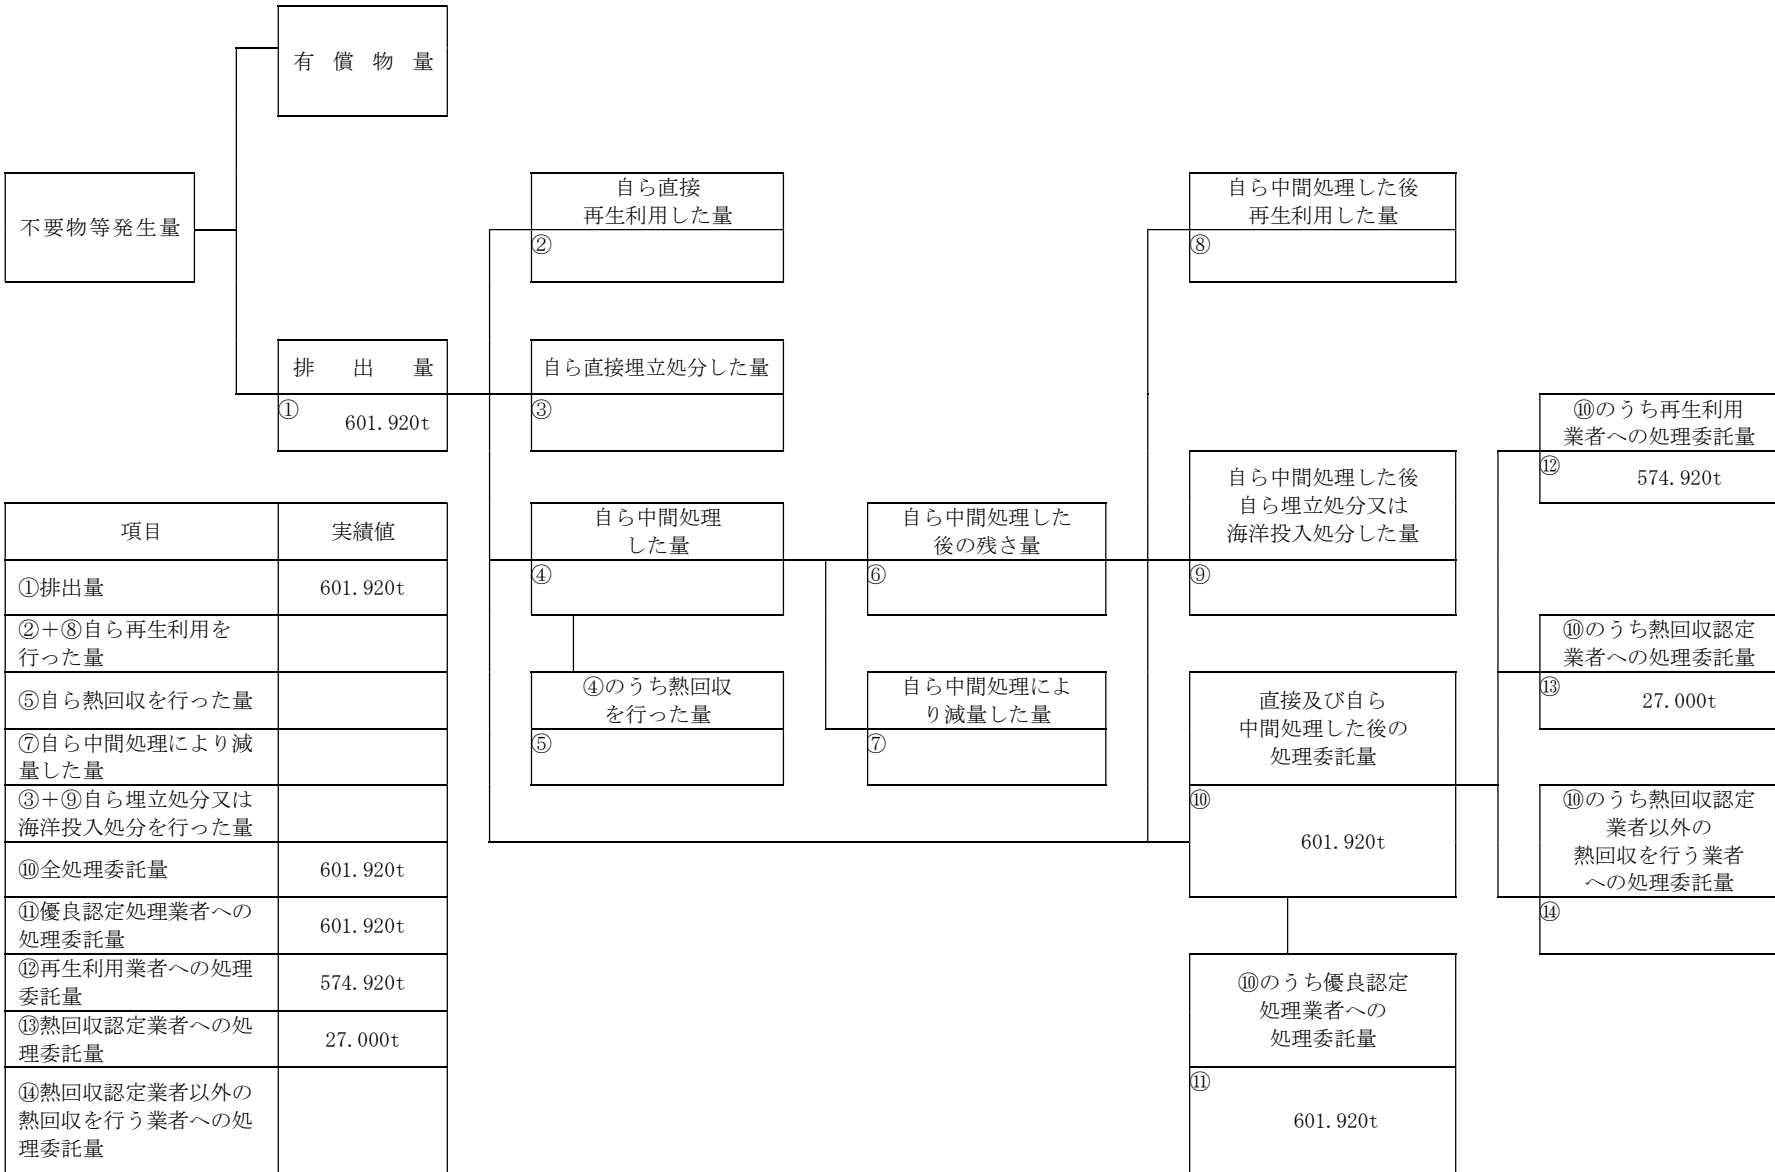 有 償 物 量
不要物等発生量
自ら直接
再生利用した量
②
自ら中間処理した後
再生利用した量
⑧
排 出 量
①
601.920t
自ら直接埋立処分した量
③
⑩のうち再生利用
業者への処理委託量
⑫
574.920t
自ら中間処理
した量
④
自ら中間処理した
後の残さ量
⑥
自ら中間処理した後
自ら埋立処分又は
海洋投入処分した量
⑨
⑩のうち熱回収認定
業者への処理委託量
⑬
27.000t
④のうち熱回収
を行った量
⑤
自ら中間処理によ
り減量した量
⑦
直接及び自ら
中間処理した後の
処理委託量
⑩
601.920t
⑩のうち熱回収認定
業者以外の
熱回収を行う業者
への処理委託量
⑭
⑩のうち優良認定
処理業者への
処理委託量
⑪
601.920t
項目 実績値
①排出量 601.920t
②＋⑧自ら再生利用を
行った量
⑤自ら熱回収を行った量
⑦自ら中間処理により減
量した量
③＋⑨自ら埋立処分又は
海洋投入処分を行った量
⑩全処理委託量 601.920t
⑪優良認定処理業者への
処理委託量 601.920t
⑫再生利用業者への処理
委託量 574.920t
⑬熱回収認定業者への処
理委託量 27.000t
⑭熱回収認定業者以外の
熱回収を行う業者への処
理委託量